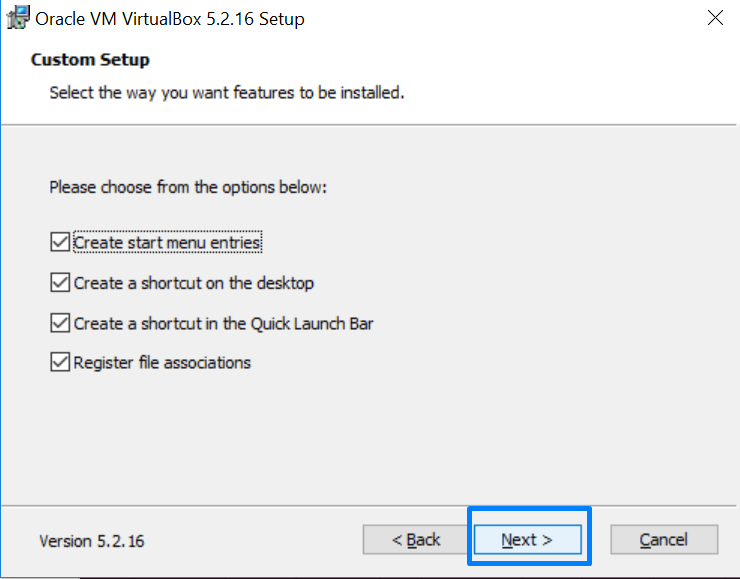 Oracle VM VirtualBox 5.2.16 Setup
Custom Setup
Select the way you want features to be installed.
Please choose from the options below:
Create start menu entries
Create a shortcut on the desktop
Create a shortcut in the Quick Launch Bar
Register file associations
Version 5.2.16
< Back
Next >
Cancel